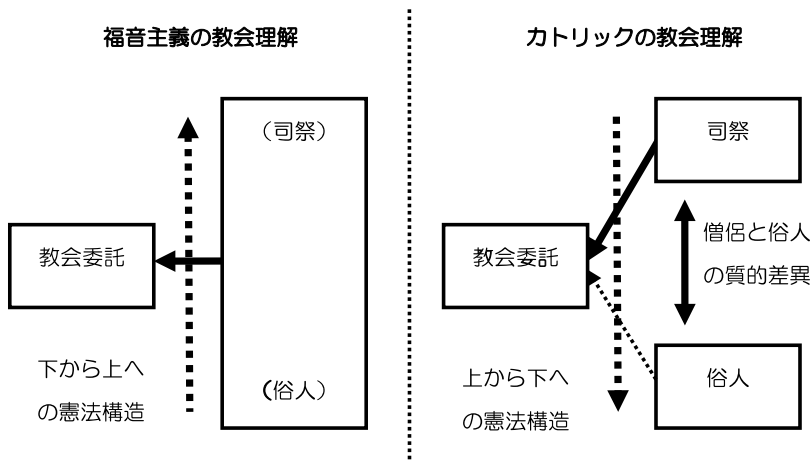 福音主義の教会理解
（司祭）
教会委託
下から上へ
の憲法構造
（俗人）
カトリックの教会理解
司祭
教会委託
僧侶と俗人
の質的差異
上から下へ
の憲法構造
俗人